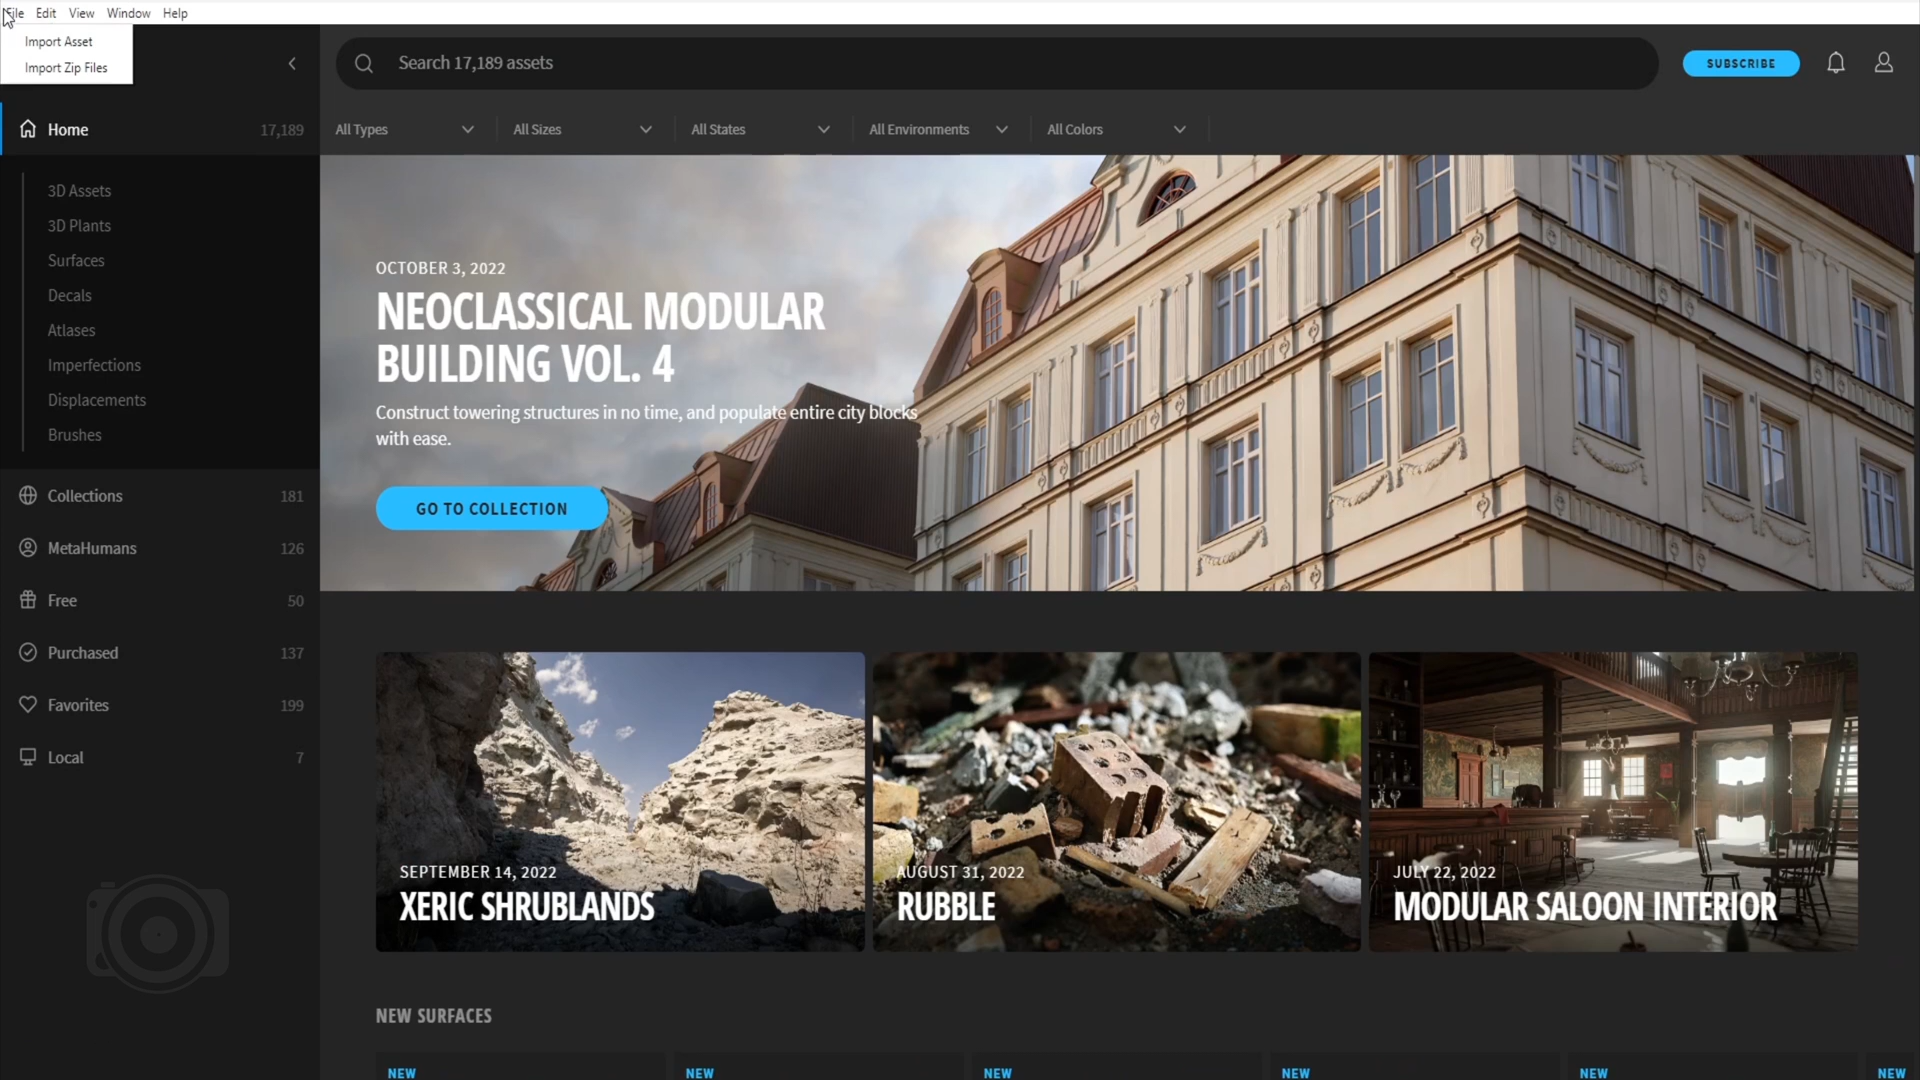 File Edit View Window Help
Import Asset
Import Zip Files
Search 17,189 assets
SUBSCRIBE
Home 17,189
All Types
All Sizes
All States
All Environments
All Colors
3D Assets
3D Plants
Surfaces
Decals
Atlases
Imperfections
Displacements
Brushes
Collections 181
MetaHumans 126
Free 50
Purchased 137
Favorites 199
Local 7
OCTOBER 3, 2022
NEOCLASSICAL MODULAR
BUILDING VOL. 4
Construct towering structures in no time, and populate entire city blocks
with ease.
GO TO COLLECTION
SEPTEMBER 14, 2022
XERIC SHRUBLANDS
AUGUST 31, 2022
RUBBLE
JULY 22, 2022
MODULAR SALOON INTERIOR
NEW SURFACES
NEW
NEW
NEW
NEW
NEW
NEW